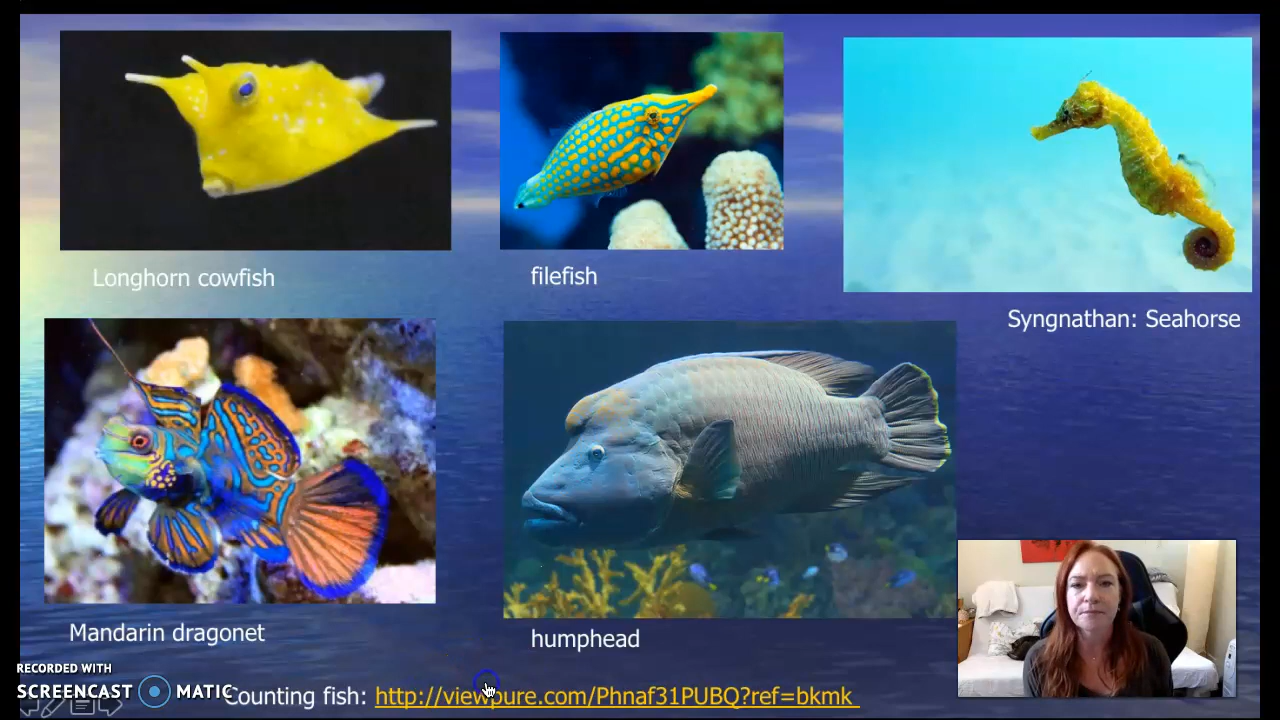 Longhorn cowfish
filefish
Syngnathan: Seahorse
Mandarin dragonet
humphead
RECORDED WITH
SCREENCAST MATIC
Counting fish: http://viewpure.com/Phnaf31PUBQ?ref=bkmk